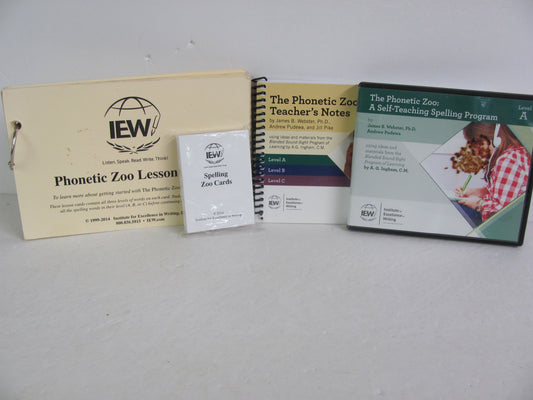 IEW
Listen. Speak. Read. Write. Think!
Phonetic Zoo Lesson
To learn more about getting started with The Phonetic Zoo
These lesson cards contain all three levels of words on each card.
all the spelling words in their level (A, B, or C) before continuing
© 1999-2014 Institute for Excellence in Writing,
800.856.5815 • IEW.com
IEW
Spelling
Zoo Cards
The Phonetic Zoo
Teacher's Notes
by James B. Webster, Ph.D.,
Andrew Pudewa, and Jill Pike
using ideas and materials from the
Blended Sound Sight Program of
Learning by A.G. Ingham, C.M.
Level A
Level B
Level C
IEW
Institute for
Excellence in
Writing
The Phonetic Zoo:
A Self-Teaching Spelling Program
Level
A
by
James B. Webster, Ph.D.
Andrew Pudewa
using ideas and
materials from the
Blended Sound Sight
Program of Learning
by A. G. Ingham, C.M.
IEW
Institute for
Excellence in
Writing